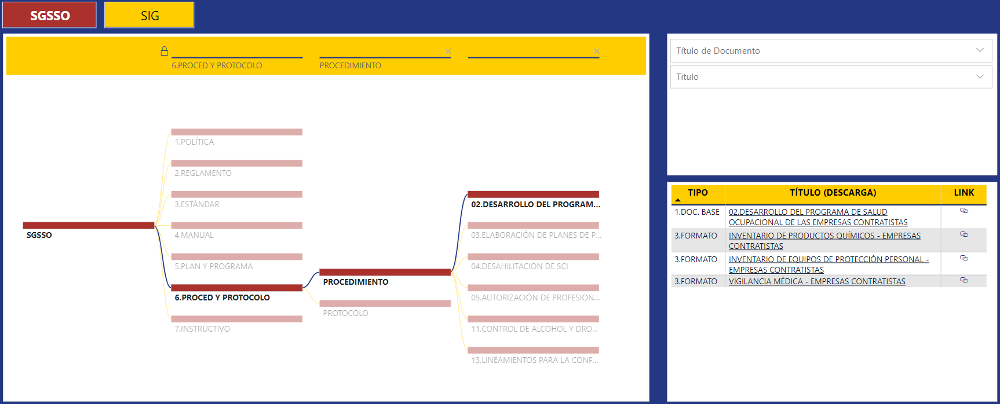 SGSSO
SIG
6.PROCED Y PROTOCOLO
PROCEDIMIENTO
1.POLÍTICA
2.REGLAMENTO
3.ESTÁNDAR
4.MANUAL
5.PLAN Y PROGRAMA
6.PROCED Y PROTOCOLO
7.INSTRUCTIVO
SGSSO
PROCEDIMIENTO
PROTOCOLO
02.DESARROLLO DEL PROGRAM...
03.ELABORACIÓN DE PLANES DE P...
04.DESAHILITACION DE SCI
05.AUTORIZACIÓN DE PROFESION...
11.CONTROL DE ALCOHOL Y DRO...
13.LINEAMIENTOS PARA LA CONF...
Título de Documento
Titulo
TIPO TÍTULO (DESCARGA) LINK
1.DOC. BASE 02.DESARROLLO DEL PROGRAMA DE SALUD
OCUPACIONAL DE LAS EMPRESAS CONTRATISTAS
3.FORMATO INVENTARIO DE PRODUCTOS QUÍMICOS - EMPRESAS
CONTRATISTAS
3.FORMATO INVENTARIO DE EQUIPOS DE PROTECCIÓN PERSONAL -
EMPRESAS CONTRATISTAS
3.FORMATO VIGILANCIA MÉDICA - EMPRESAS CONTRATISTAS